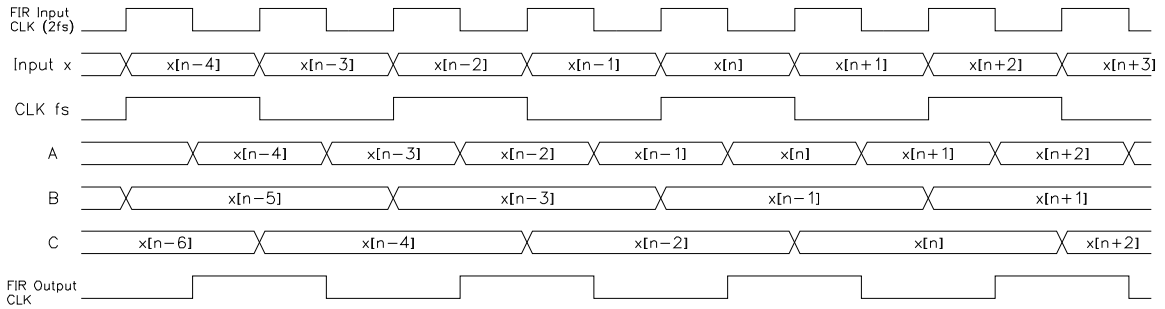 FIR Input
CLK (2fs)
Input x
x[n-4] x[n-3] x[n-2] x[n-1] x[n] x[n+1] x[n+2] x[n+3]
CLK fs
A
x[n-4] x[n-3] x[n-2] x[n-1] x[n] x[n+1] x[n+2]
B
x[n-5] x[n-3] x[n-1] x[n+1]
C
x[n-6] x[n-4] x[n-2] x[n] x[n+2]
FIR Output
CLK